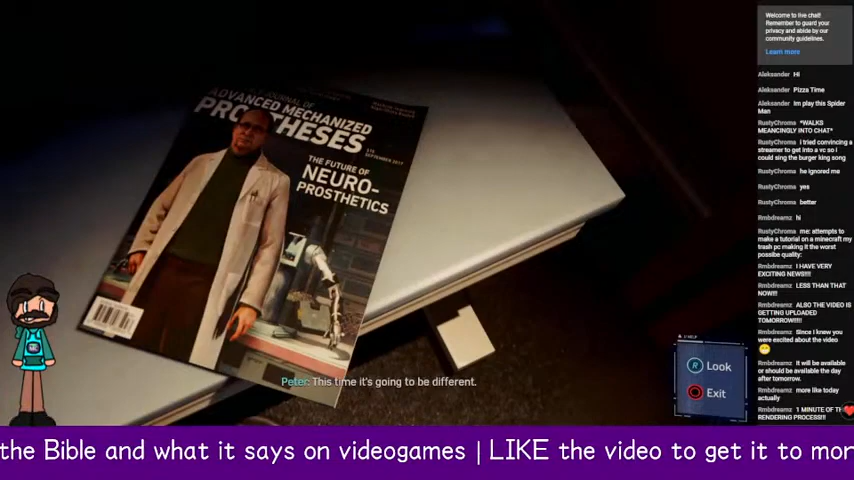 JOURNAL OF
ADVANCED MECHANIZED
PROSTHESES
SEPTEMBER 2017
THE FUTURE OF
NEURO-
PROSTHETICS
Peter: This time it's going to be different.
HELP
R Look
Exit
Welcome to live chat!
Remember to guard your
privacy and abide by our
community guidelines.
Learn more
Aleksander Hi
Aleksander Pizza Time
Aleksander Im play this Spider
Man
RustyChroma *WALKS
MEANCINGLY INTO CHAT*
RustyChroma i tried convincing a
streamer to get into a vc so i
could sing the burger king song
RustyChroma he ignored me
RustyChroma yes
RustyChroma better
Rmbdreamz hi
RustyChroma me: attempts to
make a tutorial on a minecraft my
trash pc making it the worst
possibe quality:
Rmbdreamz I HAVE VERY
EXCITING NEWS!!!!
Rmbdreamz LESS THAN THAT
NOW!!!
Rmbdreamz ALSO THE VIDEO IS
GETTING UPLOADED
TOMORROW!!!!!
Rmbdreamz Since I knew you
were excited about the video
Rmbdreamz It will be available
or should be available the day
after tomorrow.
Rmbdreamz more like today
actually
Rmbdreamz 1 MINUTE OF TH
RENDERING PROCESS!!!
the Bible and what it says on videogames | LIKE the video to get it to mor